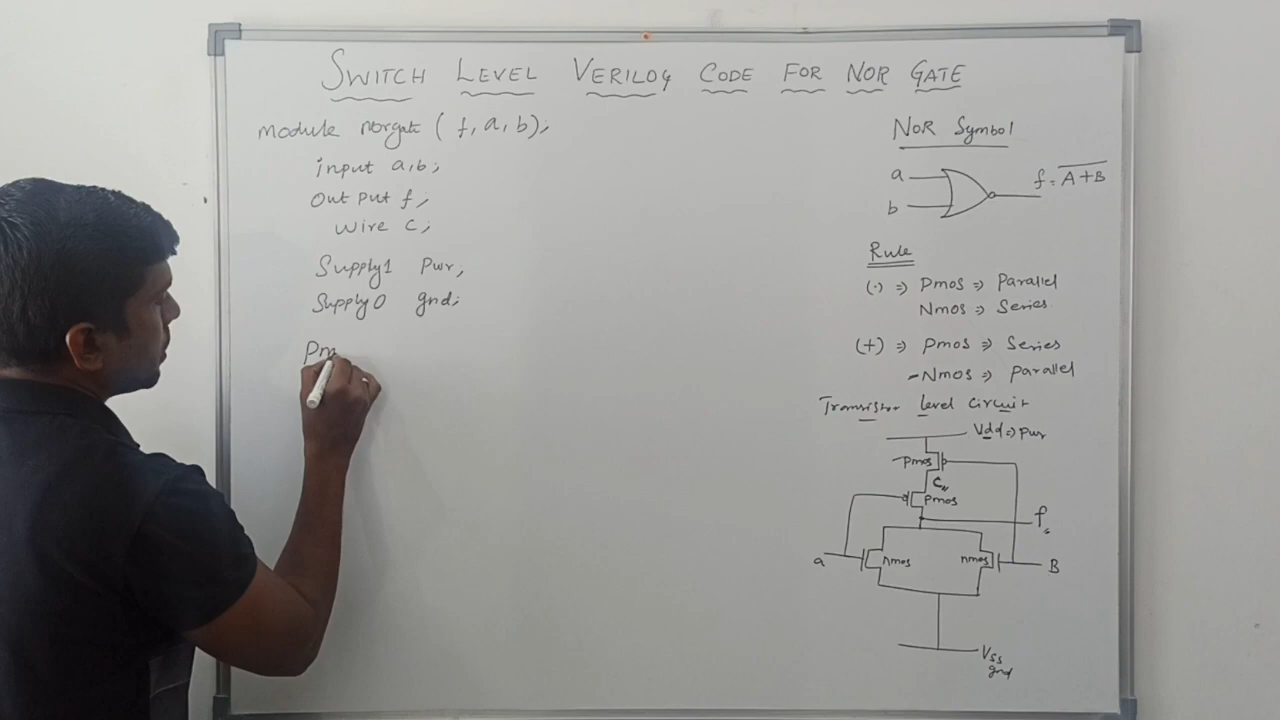 SWITCH LEVEL VERILOG CODE FOR NOR GATE
module norgate ( f, a, b);
input a,b;
Output f;
wire c;
Supply1 Pwr;
Supply0 gnd;
Pm
NOR Symbol
a
b
f = A+B
Rule
(.) => Pmos => Parallel
Nmos => Series
(+) => Pmos => Series
Nmos => Parallel
Transistor Level Circuit
Vdd => Pwr
Pmos
C
Pmos
f
a
nmos
nmos
B
Vss
gnd